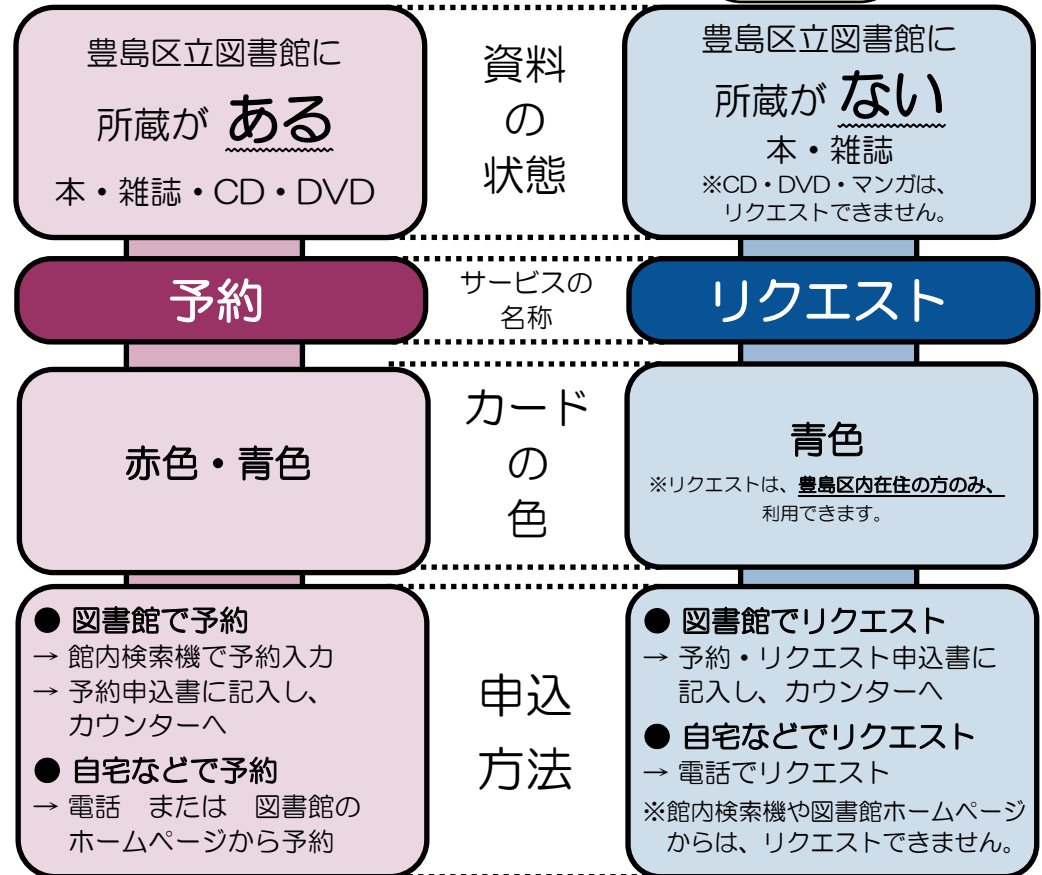 豊島区立図書館に
所蔵が ある
本・雑誌・CD・DVD
資料
の
状態
豊島区立図書館に
所蔵が ない
本・雑誌
※CD・DVD・マンガは、
リクエストできません。
予約
サービスの
名称
リクエスト
赤色・青色
カード
の
色
青色
※リクエストは、豊島区内在住の方のみ、
利用できます。
● 図書館で予約
→ 館内検索機で予約入力
→ 予約申込書に記入し、
カウンターへ
● 自宅などで予約
→ 電話 または 図書館の
ホームページから予約
申込
方法
● 図書館でリクエスト
→ 予約・リクエスト申込書に
記入し、カウンターへ
● 自宅などでリクエスト
→ 電話でリクエスト
※館内検索機や図書館ホームページ
からは、リクエストできません。